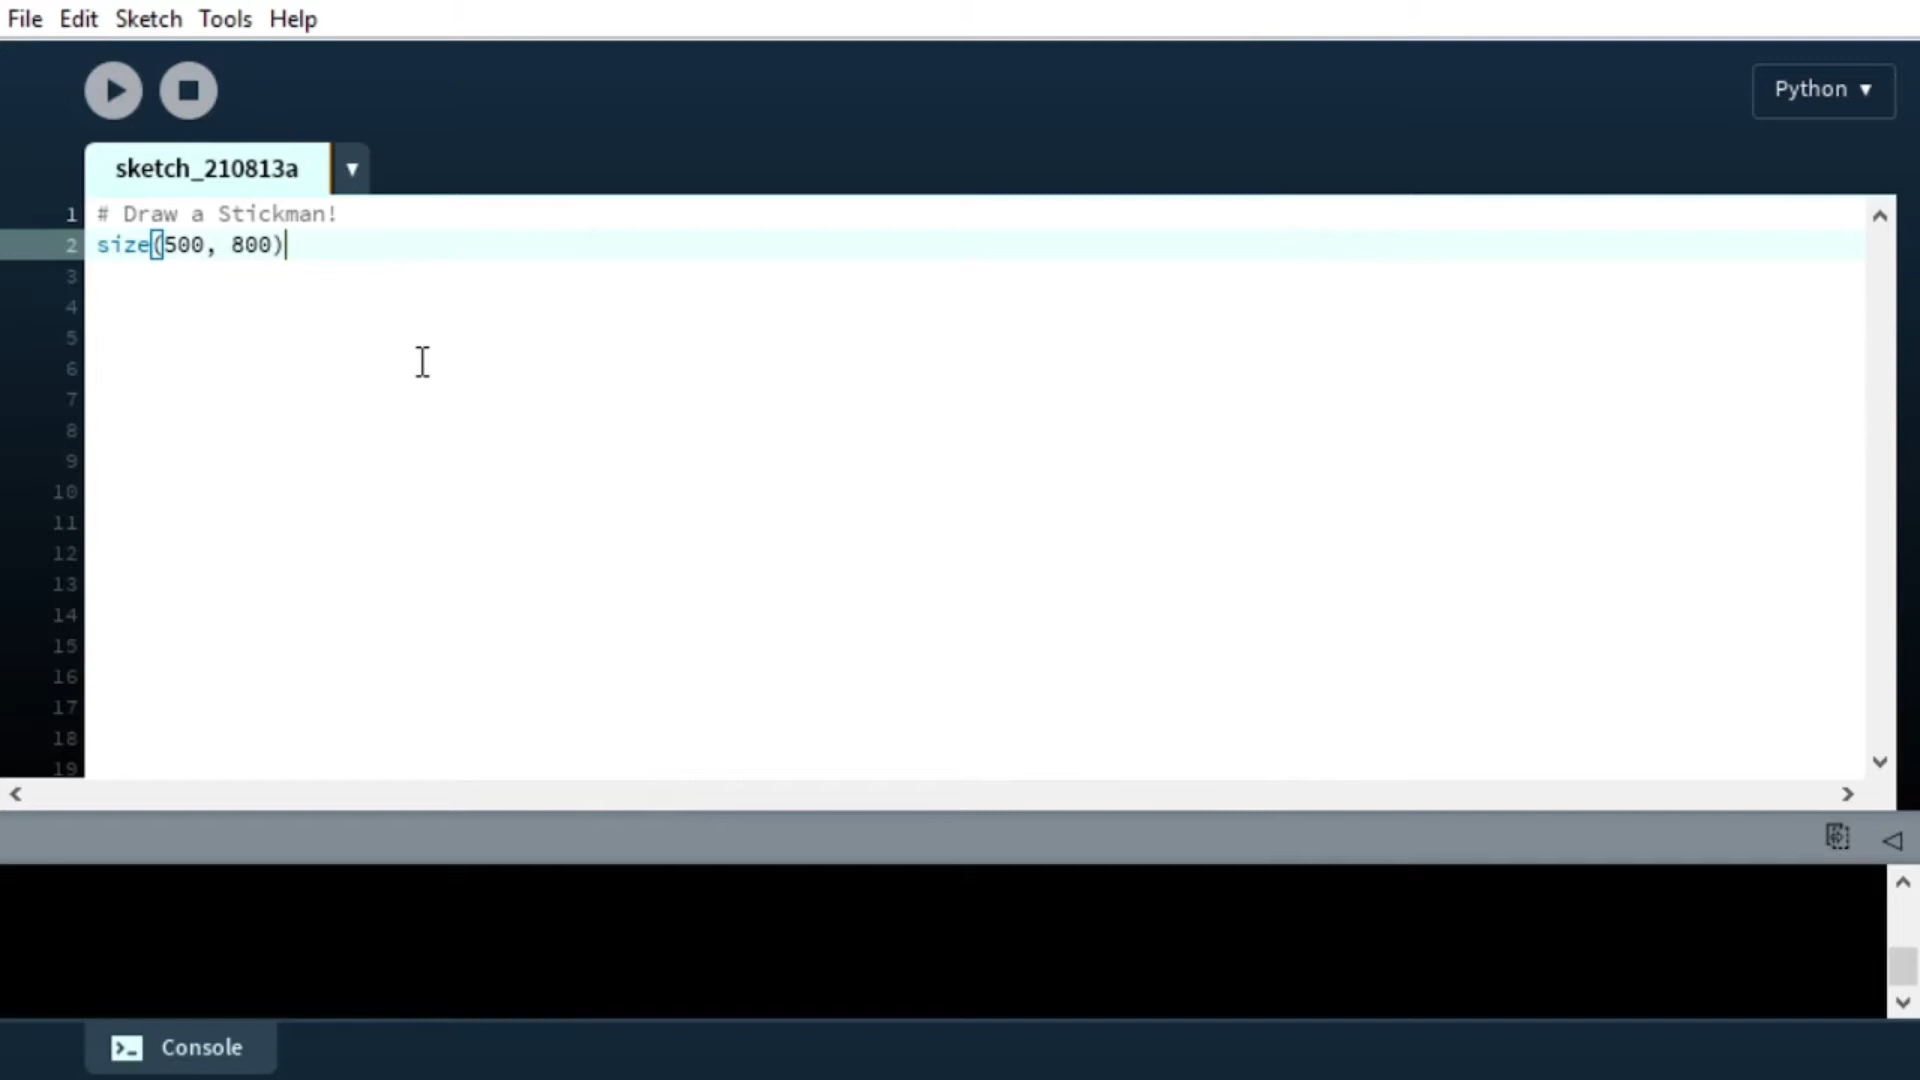 File Edit Sketch Tools Help
Python ▼
sketch_210813a ▼
1 # Draw a Stickman!
2 size(500, 800)
3
4
5
6
7
8
9
10
11
12
13
14
15
16
17
18
19
Console